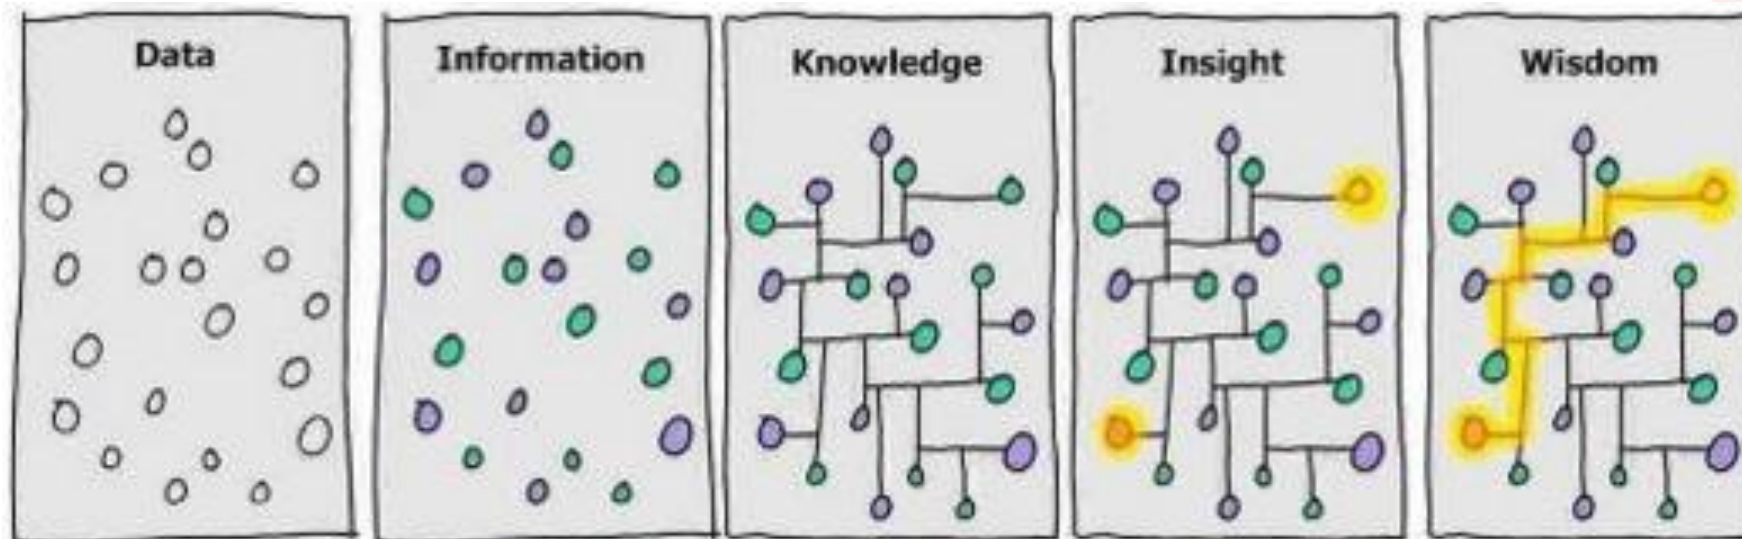 Data
Information
Knowledge
Insight
Wisdom